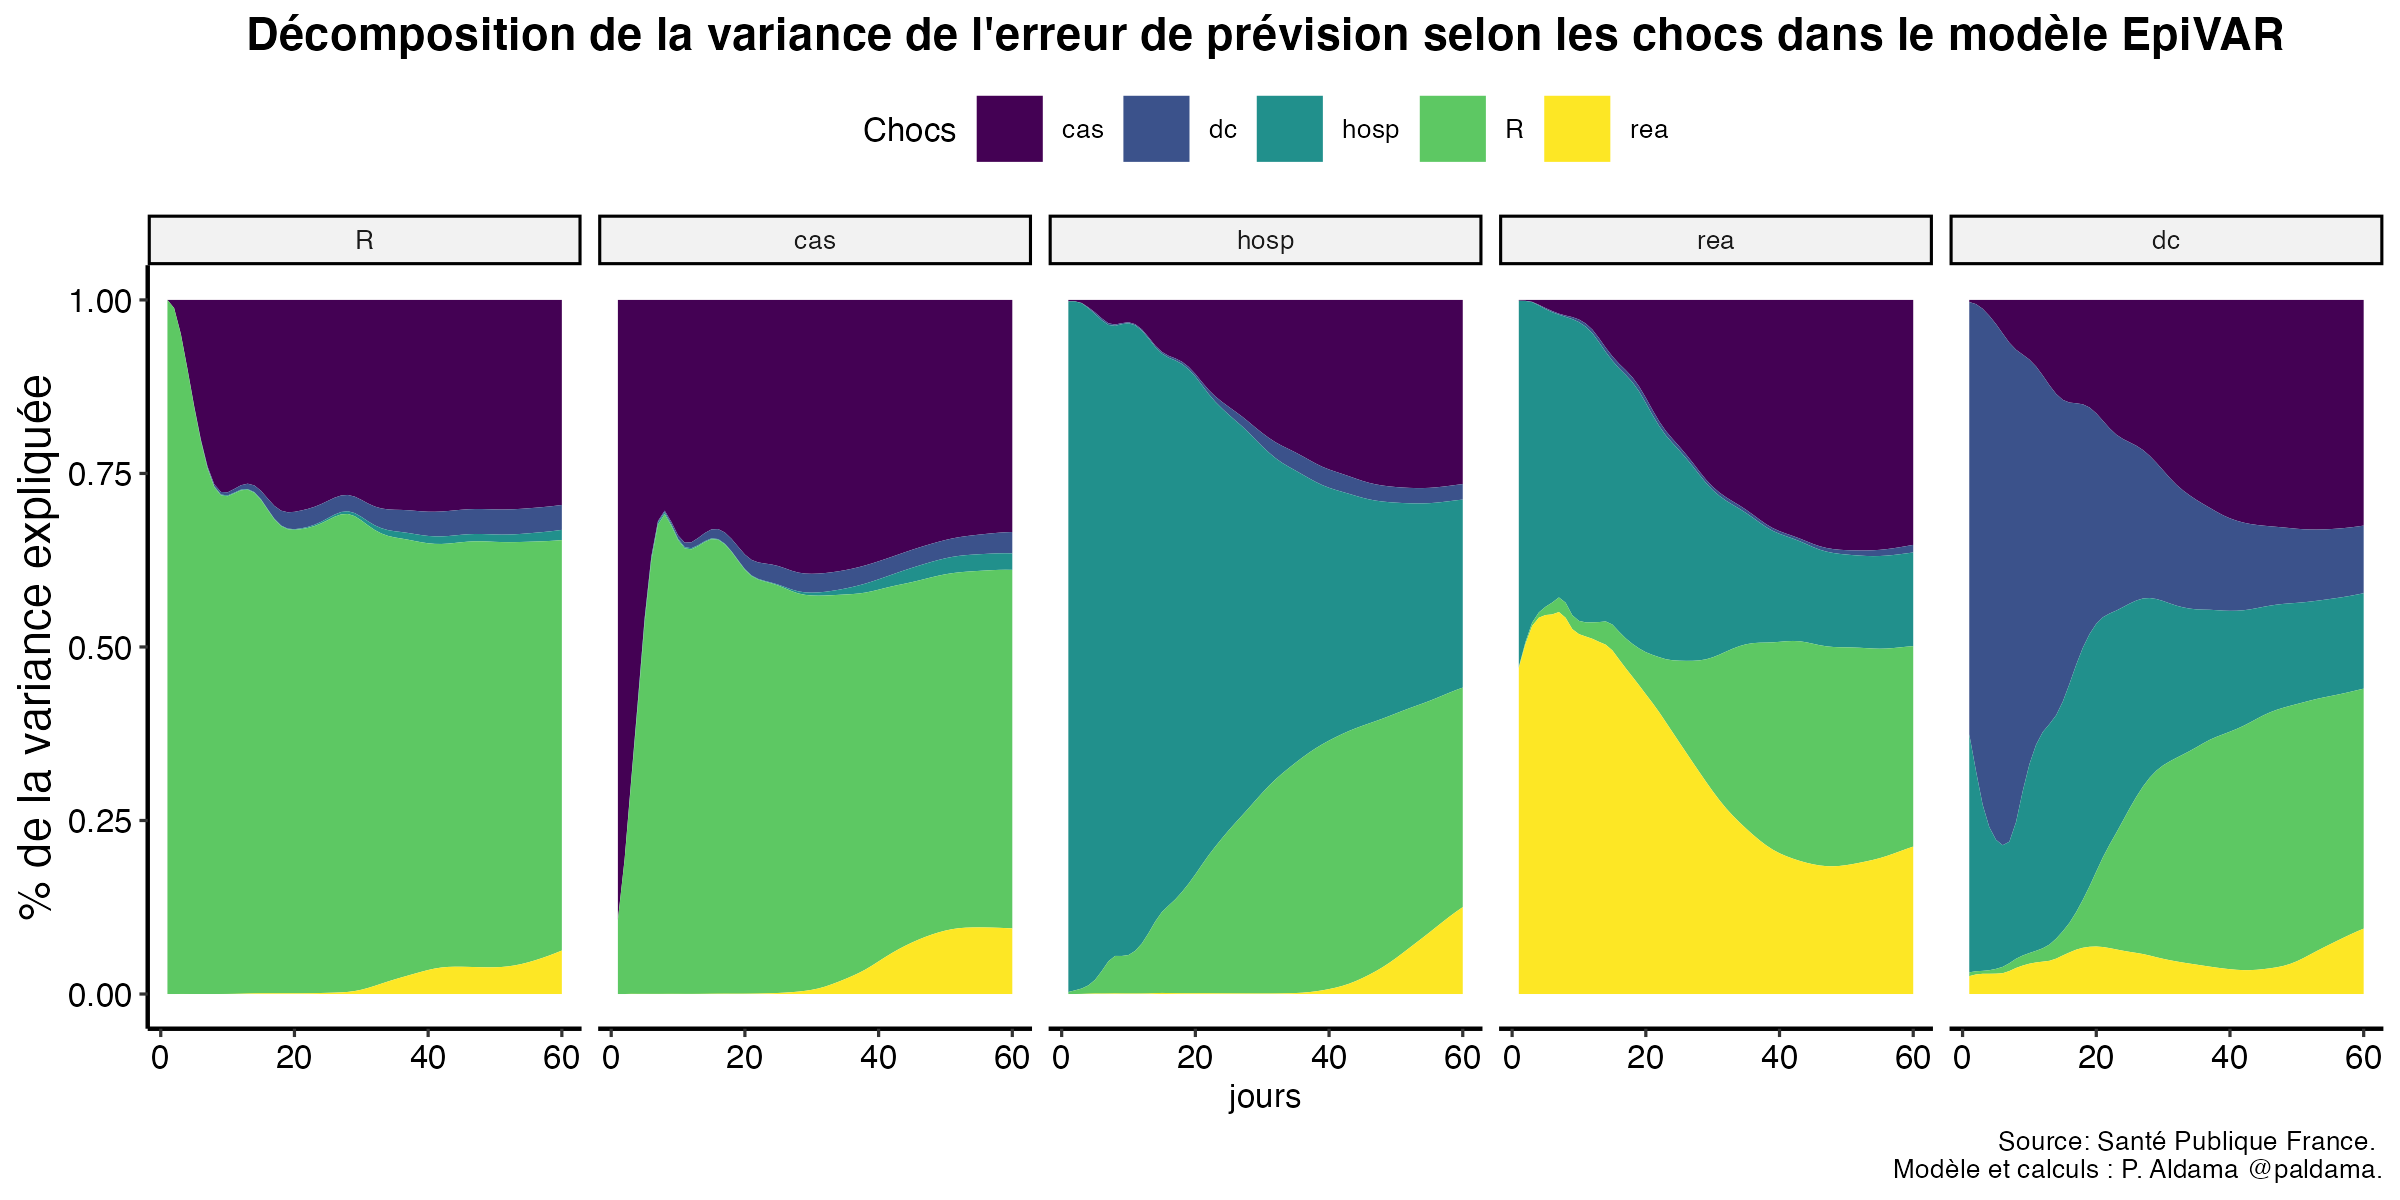 Décomposition de la variance de l'erreur de prévision selon les chocs dans le modèle EpiVAR
Chocs cas dc hosp R rea
R cas hosp rea dc
% de la variance expliquée
1.00
0.75
0.50
0.25
0.00
0 20 40 60 0 20 40 60 0 20 40 60 0 20 40 60 0 20 40 60
jours
Source: Santé Publique France.
Modèle et calculs : P. Aldama @paldama.